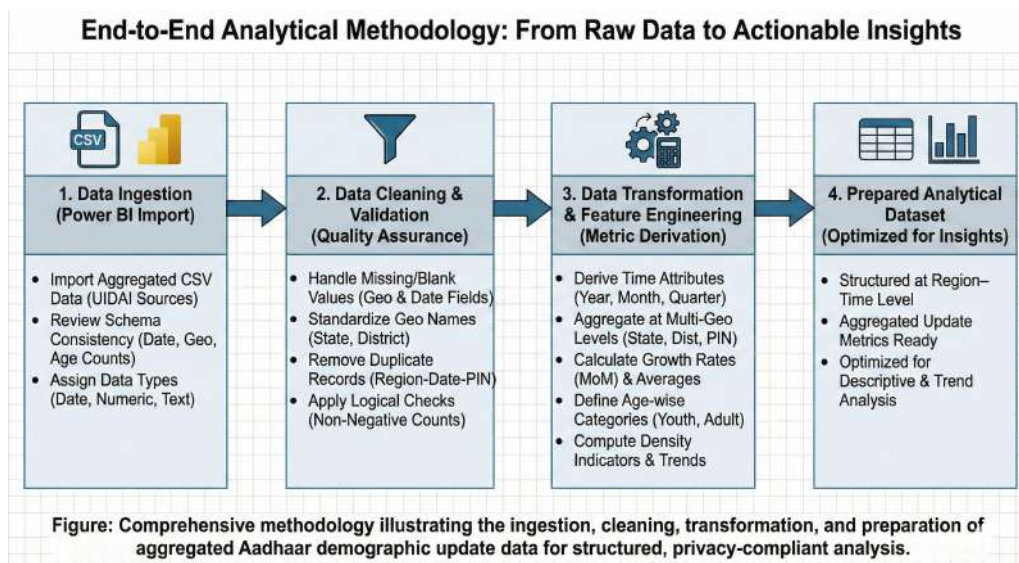 End-to-End Analytical Methodology: From Raw Data to Actionable Insights
CSV
1. Data Ingestion
(Power BI Import)
• Import Aggregated CSV
Data (UIDAI Sources)
• Review Schema
Consistency (Date, Geo,
Age Counts)
• Assign Data Types
(Date, Numeric, Text)
2. Data Cleaning &
Validation
(Quality Assurance)
• Handle Missing/Blank
Values (Geo & Date Fields)
• Standardize Geo Names
(State, District)
• Remove Duplicate
Records (Region-Date-PIN)
• Apply Logical Checks
(Non-Negative Counts)
3. Data Transformation
& Feature Engineering
(Metric Derivation)
• Derive Time Attributes
(Year, Month, Quarter)
• Aggregate at Multi-Geo
Levels (State, Dist, PIN)
• Calculate Growth Rates
(MoM) & Averages
• Define Age-wise
Categories (Youth, Adult)
• Compute Density
Indicators & Trends
4. Prepared Analytical
Dataset
(Optimized for Insights)
• Structured at Region–
Time Level
• Aggregated Update
Metrics Ready
• Optimized for
Descriptive & Trend
Analysis
Figure: Comprehensive methodology illustrating the ingestion, cleaning, transformation, and preparation of
aggregated Aadhaar demographic update data for structured, privacy-compliant analysis.